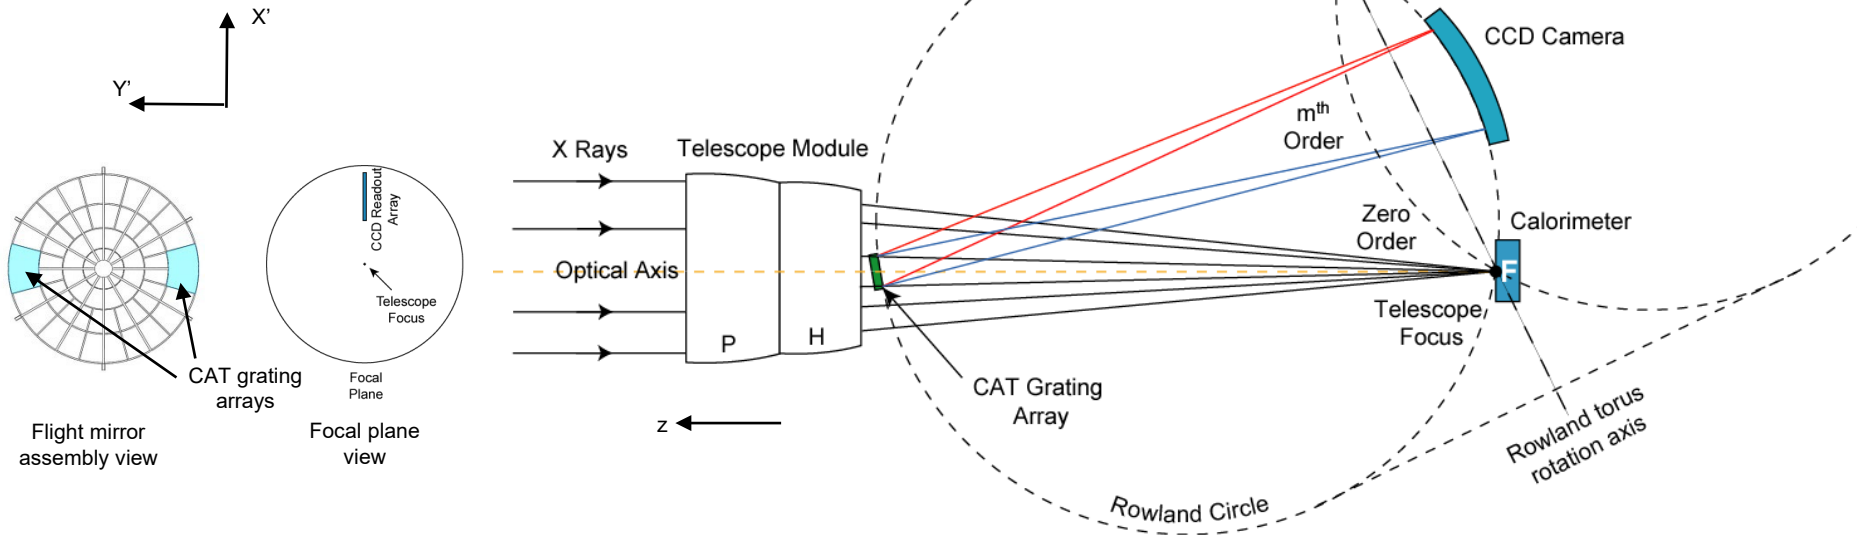 X'
Y'
CCD Readout
Array
Telescope
Focus
CAT grating
arrays
Focal
Plane
Flight mirror
assembly view
Focal plane
view
X Rays
Telescope Module
Optical Axis
P
H
z
CAT Grating
Array
Rowland Circle
mth
Order
CCD Camera
Zero
Order
Calorimeter
F
Telescope
Focus
Rowland torus
rotation axis